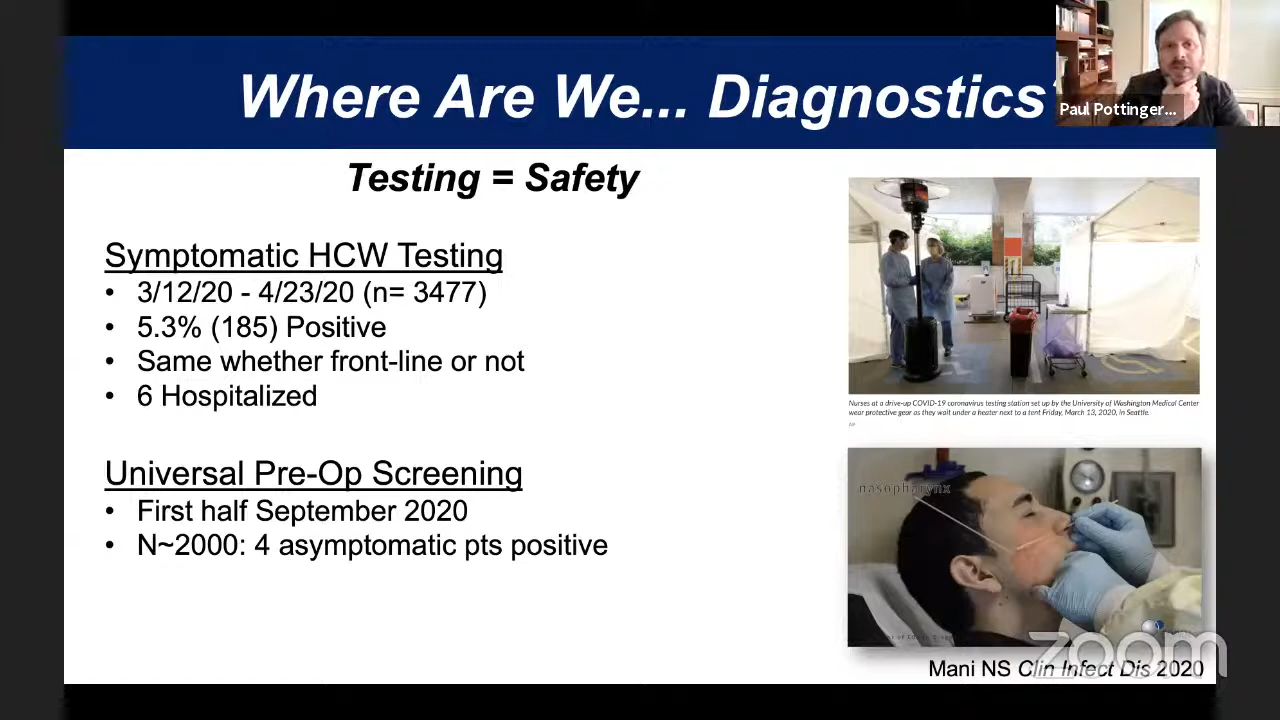 Where Are We... Diagnostics
Paul Pottinger...
Testing = Safety
Symptomatic HCW Testing
• 3/12/20 - 4/23/20 (n= 3477)
• 5.3% (185) Positive
• Same whether front-line or not
• 6 Hospitalized
Universal Pre-Op Screening
• First half September 2020
• N~2000: 4 asymptomatic pts positive
Nurses at a drive-up COVID-19 coronavirus testing station set up by the University of Washington Medical Center
wear protective gear as they wait under a heater next to a tent Friday, March 13, 2020, in Seattle.
AP
nasopharynx
zoom
Mani NS Clin Infect Dis 2020